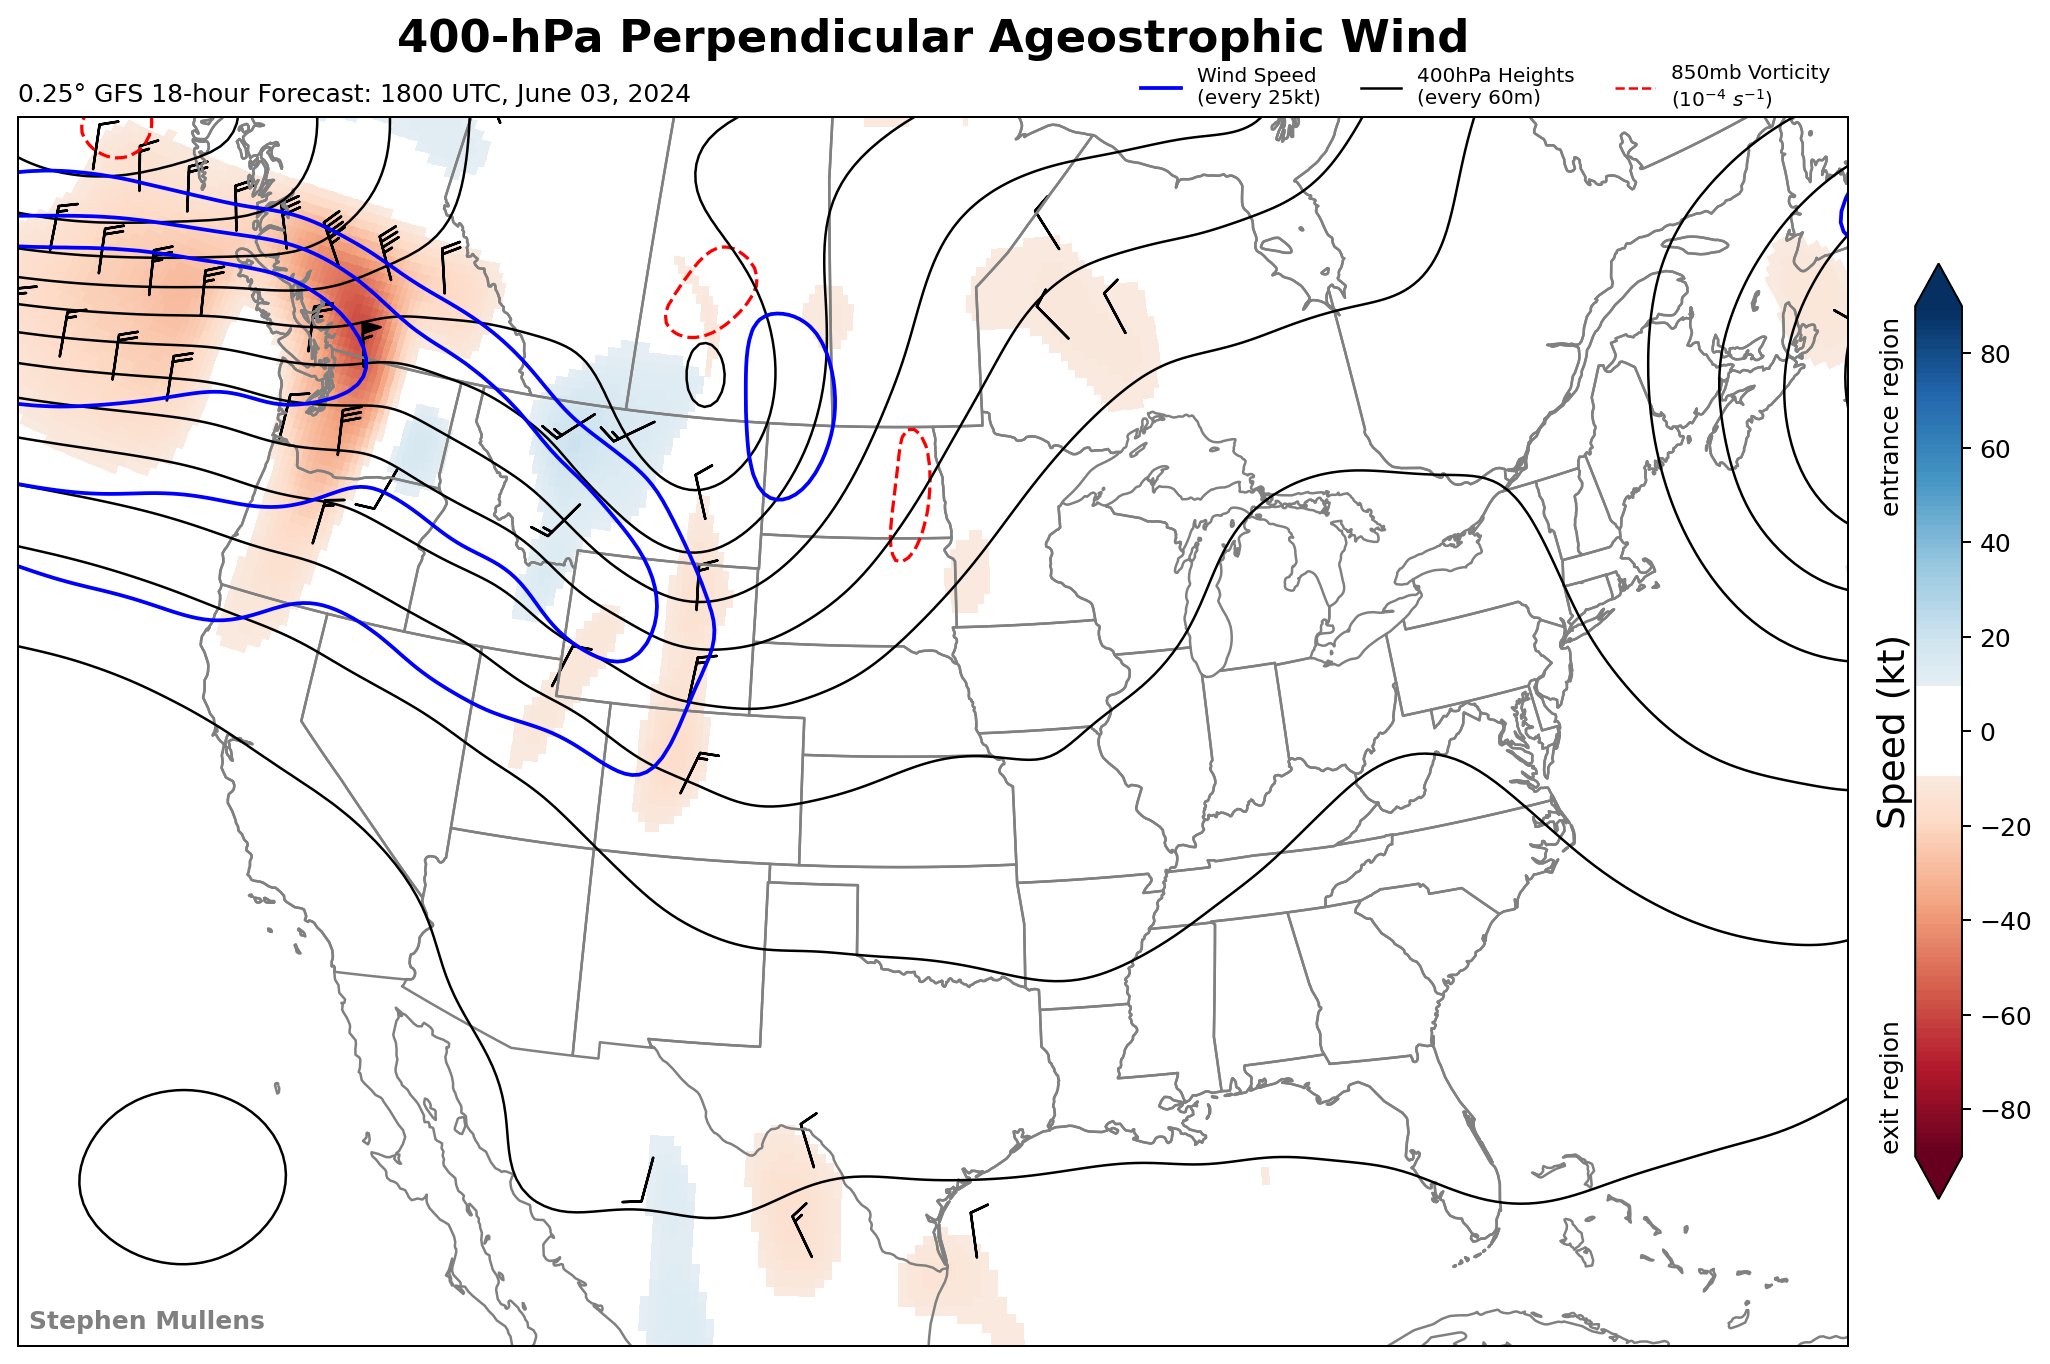 400-hPa Perpendicular Ageostrophic Wind
0.25° GFS 18-hour Forecast: 1800 UTC, June 03, 2024
Wind Speed
(every 25kt)
400hPa Heights
(every 60m)
850mb Vorticity
(10⁻⁴ s⁻¹)
entrance region
Speed (kt)
exit region
80
60
40
20
0
−20
−40
−60
−80
Stephen Mullens